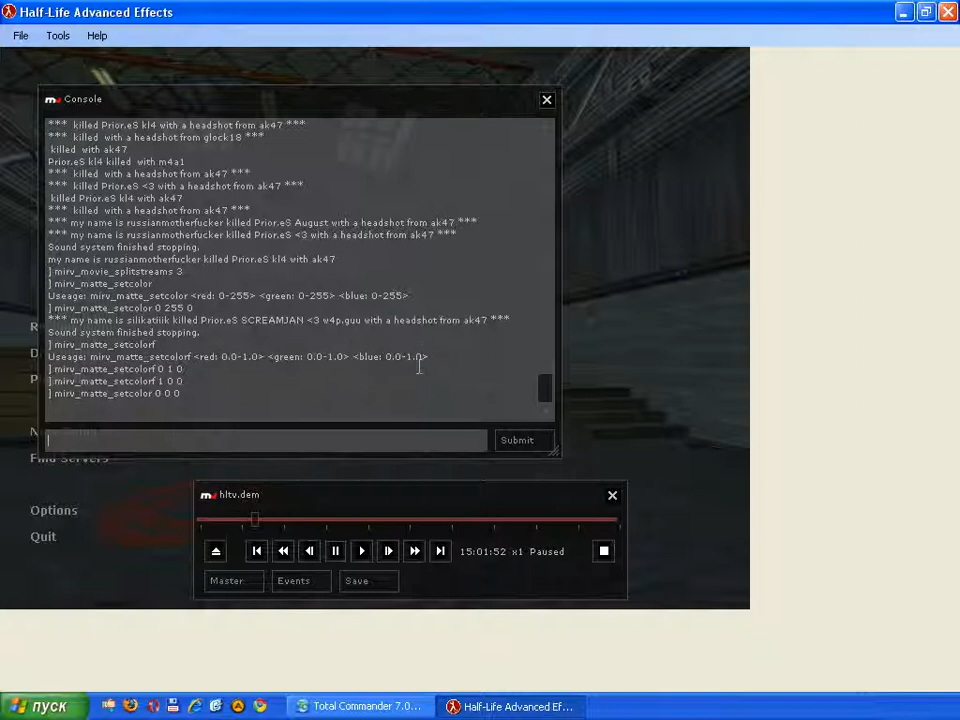 Half-Life Advanced Effects
File Tools Help
Console
*** killed Prior.eS kl4 with a headshot from ak47 ***
*** killed with a headshot from glock18 ***
killed with ak47
Prior.eS kl4 killed with m4a1
*** killed with a headshot from ak47 ***
*** killed Prior.eS <3 with a headshot from ak47 ***
killed Prior.eS kl4 with ak47
*** killed with a headshot from ak47 ***
*** my name is russianmotherfucker killed Prior.eS August with a headshot from ak47 ***
*** my name is russianmotherfucker killed Prior.eS <3 with a headshot from ak47 ***
Sound system finished stopping.
my name is russianmotherfucker killed Prior.eS kl4 with ak47
] mirv_movie_splitstreams 3
] mirv_matte_setcolor
Useage: mirv_matte_setcolor <red: 0-255> <green: 0-255> <blue: 0-255>
] mirv_matte_setcolor 0 255 0
*** my name is silikatiiik killed Prior.eS SCREAMJAN <3 w4p.guu with a headshot from ak47 ***
Sound system finished stopping.
] mirv_matte_setcolorf
Useage: mirv_matte_setcolorf <red: 0.0-1.0> <green: 0.0-1.0> <blue: 0.0-1.0>
] mirv_matte_setcolorf 0 1 0
] mirv_matte_setcolorf 1 0 0
] mirv_matte_setcolor 0 0 0
Submit
Find Servers
hltv.dem
Options
Quit
15:01:52 x1 Paused
Master Events Save
пуск Total Commander 7.0... Half-Life Advanced Ef...